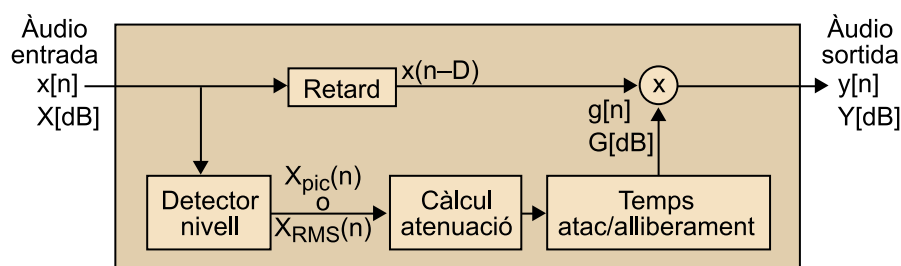 Àudio
entrada
x[n]
X[dB]
Retard
x(n–D)
x
g[n]
G[dB]
Àudio
sortida
y[n]
Y[dB]
Detector
nivell
Xpic(n)
o
XRMS(n)
Càlcul
atenuació
Temps
atac/alliberament